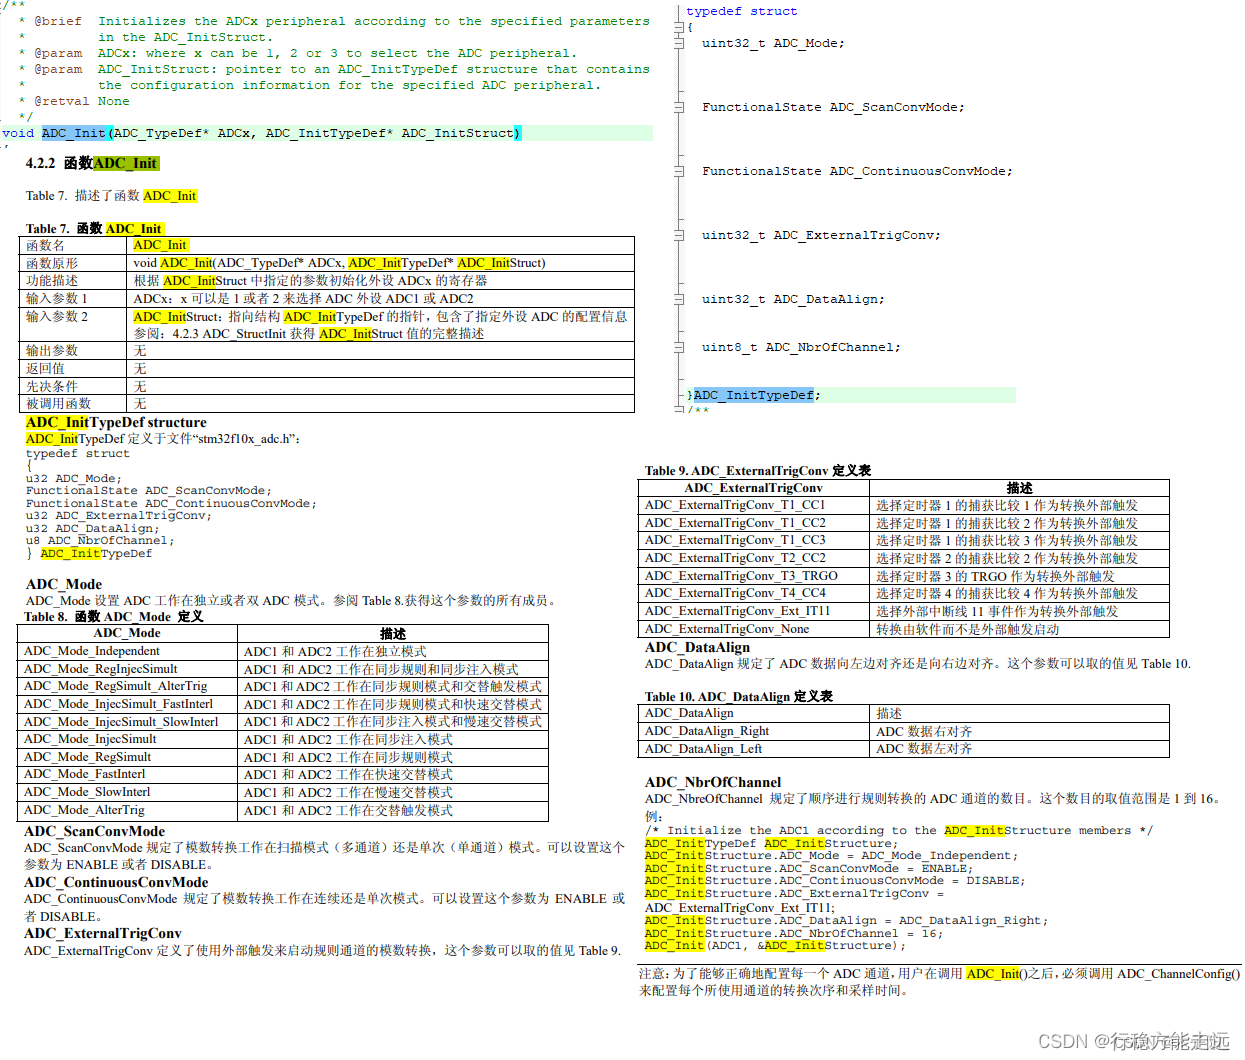 /**
* @brief  Initializes the ADCx peripheral according to the specified parameters
*         in the ADC_InitStruct.
* @param  ADCx: where x can be 1, 2 or 3 to select the ADC peripheral.
* @param  ADC_InitStruct: pointer to an ADC_InitTypeDef structure that contains
*         the configuration information for the specified ADC peripheral.
* @retval None
*/
void ADC_Init(ADC_TypeDef* ADCx, ADC_InitTypeDef* ADC_InitStruct)
4.2.2 函数ADC_Init
Table 7. 描述了函数 ADC_Init
Table 7. 函数 ADC_Init
函数名 ADC_Init
函数原形 void ADC_Init(ADC_TypeDef* ADCx, ADC_InitTypeDef* ADC_InitStruct)
功能描述 根据 ADC_InitStruct 中指定的参数初始化外设 ADCx 的寄存器
输入参数 1 ADCx：x 可以是 1 或者 2 来选择 ADC 外设 ADC1 或 ADC2
输入参数 2 ADC_InitStruct：指向结构 ADC_InitTypeDef 的指针，包含了指定外设 ADC 的配置信息
参阅：4.2.3 ADC_StructInit 获得 ADC_InitStruct 值的完整描述
输出参数 无
返回值 无
先决条件 无
被调用函数 无
ADC_InitTypeDef structure
ADC_InitTypeDef 定义于文件“stm32f10x_adc.h”：
typedef struct
{
u32 ADC_Mode;
FunctionalState ADC_ScanConvMode;
FunctionalState ADC_ContinuousConvMode;
u32 ADC_ExternalTrigConv;
u32 ADC_DataAlign;
u8 ADC_NbrOfChannel;
} ADC_InitTypeDef
ADC_Mode
ADC_Mode 设置 ADC 工作在独立或者双 ADC 模式。参阅 Table 8.获得这个参数的所有成员。
Table 8. 函数 ADC_Mode 定义
ADC_Mode 描述
ADC_Mode_Independent ADC1 和 ADC2 工作在独立模式
ADC_Mode_RegInjecSimult ADC1 和 ADC2 工作在同步规则和同步注入模式
ADC_Mode_RegSimult_AlterTrig ADC1 和 ADC2 工作在同步规则模式和交替触发模式
ADC_Mode_InjecSimult_FastInterl ADC1 和 ADC2 工作在同步规则模式和快速交替模式
ADC_Mode_InjecSimult_SlowInterl ADC1 和 ADC2 工作在同步注入模式和慢速交替模式
ADC_Mode_InjecSimult ADC1 和 ADC2 工作在同步注入模式
ADC_Mode_RegSimult ADC1 和 ADC2 工作在同步规则模式
ADC_Mode_FastInterl ADC1 和 ADC2 工作在快速交替模式
ADC_Mode_SlowInterl ADC1 和 ADC2 工作在慢速交替模式
ADC_Mode_AlterTrig ADC1 和 ADC2 工作在交替触发模式
ADC_ScanConvMode
ADC_ScanConvMode 规定了模数转换工作在扫描模式（多通道）还是单次（单通道）模式。可以设置这个
参数为 ENABLE 或者 DISABLE。
ADC_ContinuousConvMode
ADC_ContinuousConvMode 规定了模数转换工作在连续还是单次模式。可以设置这个参数为 ENABLE 或
者 DISABLE。
ADC_ExternalTrigConv
ADC_ExternalTrigConv 定义了使用外部触发来启动规则通道的模数转换，这个参数可以取的值见 Table 9.
typedef struct
{
uint32_t ADC_Mode;
FunctionalState ADC_ScanConvMode;
FunctionalState ADC_ContinuousConvMode;
uint32_t ADC_ExternalTrigConv;
uint32_t ADC_DataAlign;
uint8_t ADC_NbrOfChannel;
}ADC_InitTypeDef;
/**
Table 9. ADC_ExternalTrigConv 定义表
ADC_ExternalTrigConv 描述
ADC_ExternalTrigConv_T1_CC1 选择定时器 1 的捕获比较 1 作为转换外部触发
ADC_ExternalTrigConv_T1_CC2 选择定时器 1 的捕获比较 2 作为转换外部触发
ADC_ExternalTrigConv_T1_CC3 选择定时器 1 的捕获比较 3 作为转换外部触发
ADC_ExternalTrigConv_T2_CC2 选择定时器 2 的捕获比较 2 作为转换外部触发
ADC_ExternalTrigConv_T3_TRGO 选择定时器 3 的 TRGO 作为转换外部触发
ADC_ExternalTrigConv_T4_CC4 选择定时器 4 的捕获比较 4 作为转换外部触发
ADC_ExternalTrigConv_Ext_IT11 选择外部中断线 11 事件作为转换外部触发
ADC_ExternalTrigConv_None 转换由软件而不是外部触发启动
ADC_DataAlign
ADC_DataAlign 规定了 ADC 数据向左边对齐还是向右边对齐。这个参数可以取的值见 Table 10.
Table 10. ADC_DataAlign 定义表
ADC_DataAlign 描述
ADC_DataAlign_Right ADC 数据右对齐
ADC_DataAlign_Left ADC 数据左对齐
ADC_NbrOfChannel
ADC_NbreOfChannel 规定了顺序进行规则转换的 ADC 通道的数目。这个数目的取值范围是 1 到 16。
例：
/* Initialize the ADC1 according to the ADC_InitStructure members */
ADC_InitTypeDef ADC_InitStructure;
ADC_InitStructure.ADC_Mode = ADC_Mode_Independent;
ADC_InitStructure.ADC_ScanConvMode = ENABLE;
ADC_InitStructure.ADC_ContinuousConvMode = DISABLE;
ADC_InitStructure.ADC_ExternalTrigConv =
ADC_ExternalTrigConv_Ext_IT11;
ADC_InitStructure.ADC_DataAlign = ADC_DataAlign_Right;
ADC_InitStructure.ADC_NbrOfChannel = 16;
ADC_Init(ADC1, &ADC_InitStructure);
注意：为了能够正确地配置每一个 ADC 通道，用户在调用 ADC_Init()之后，必须调用 ADC_ChannelConfig()
来配置每个所使用通道的转换次序和采样时间。
CSDN @行稳方能走远